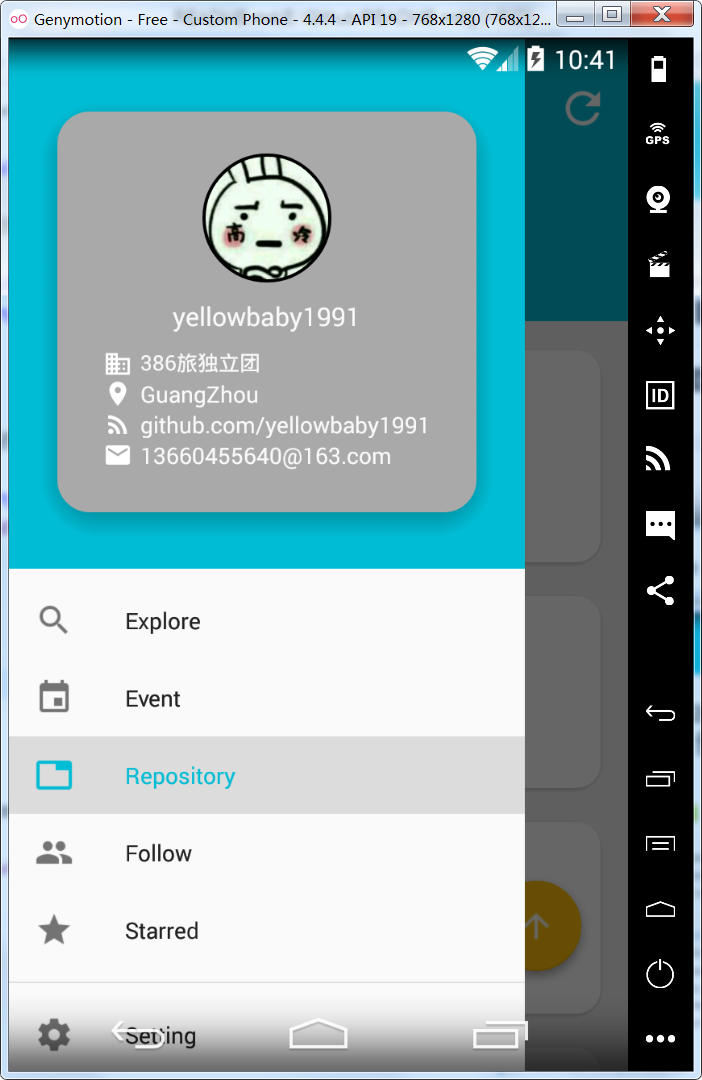 Genymotion - Free - Custom Phone - 4.4.4 - API 19 - 768x1280 (768x12...
10:41
GPS
高 冷
yellowbaby1991
386旅独立团
GuangZhou
github.com/yellowbaby1991
13660455640@163.com
ID
Explore
Event
Repository
Follow
Starred
Setting